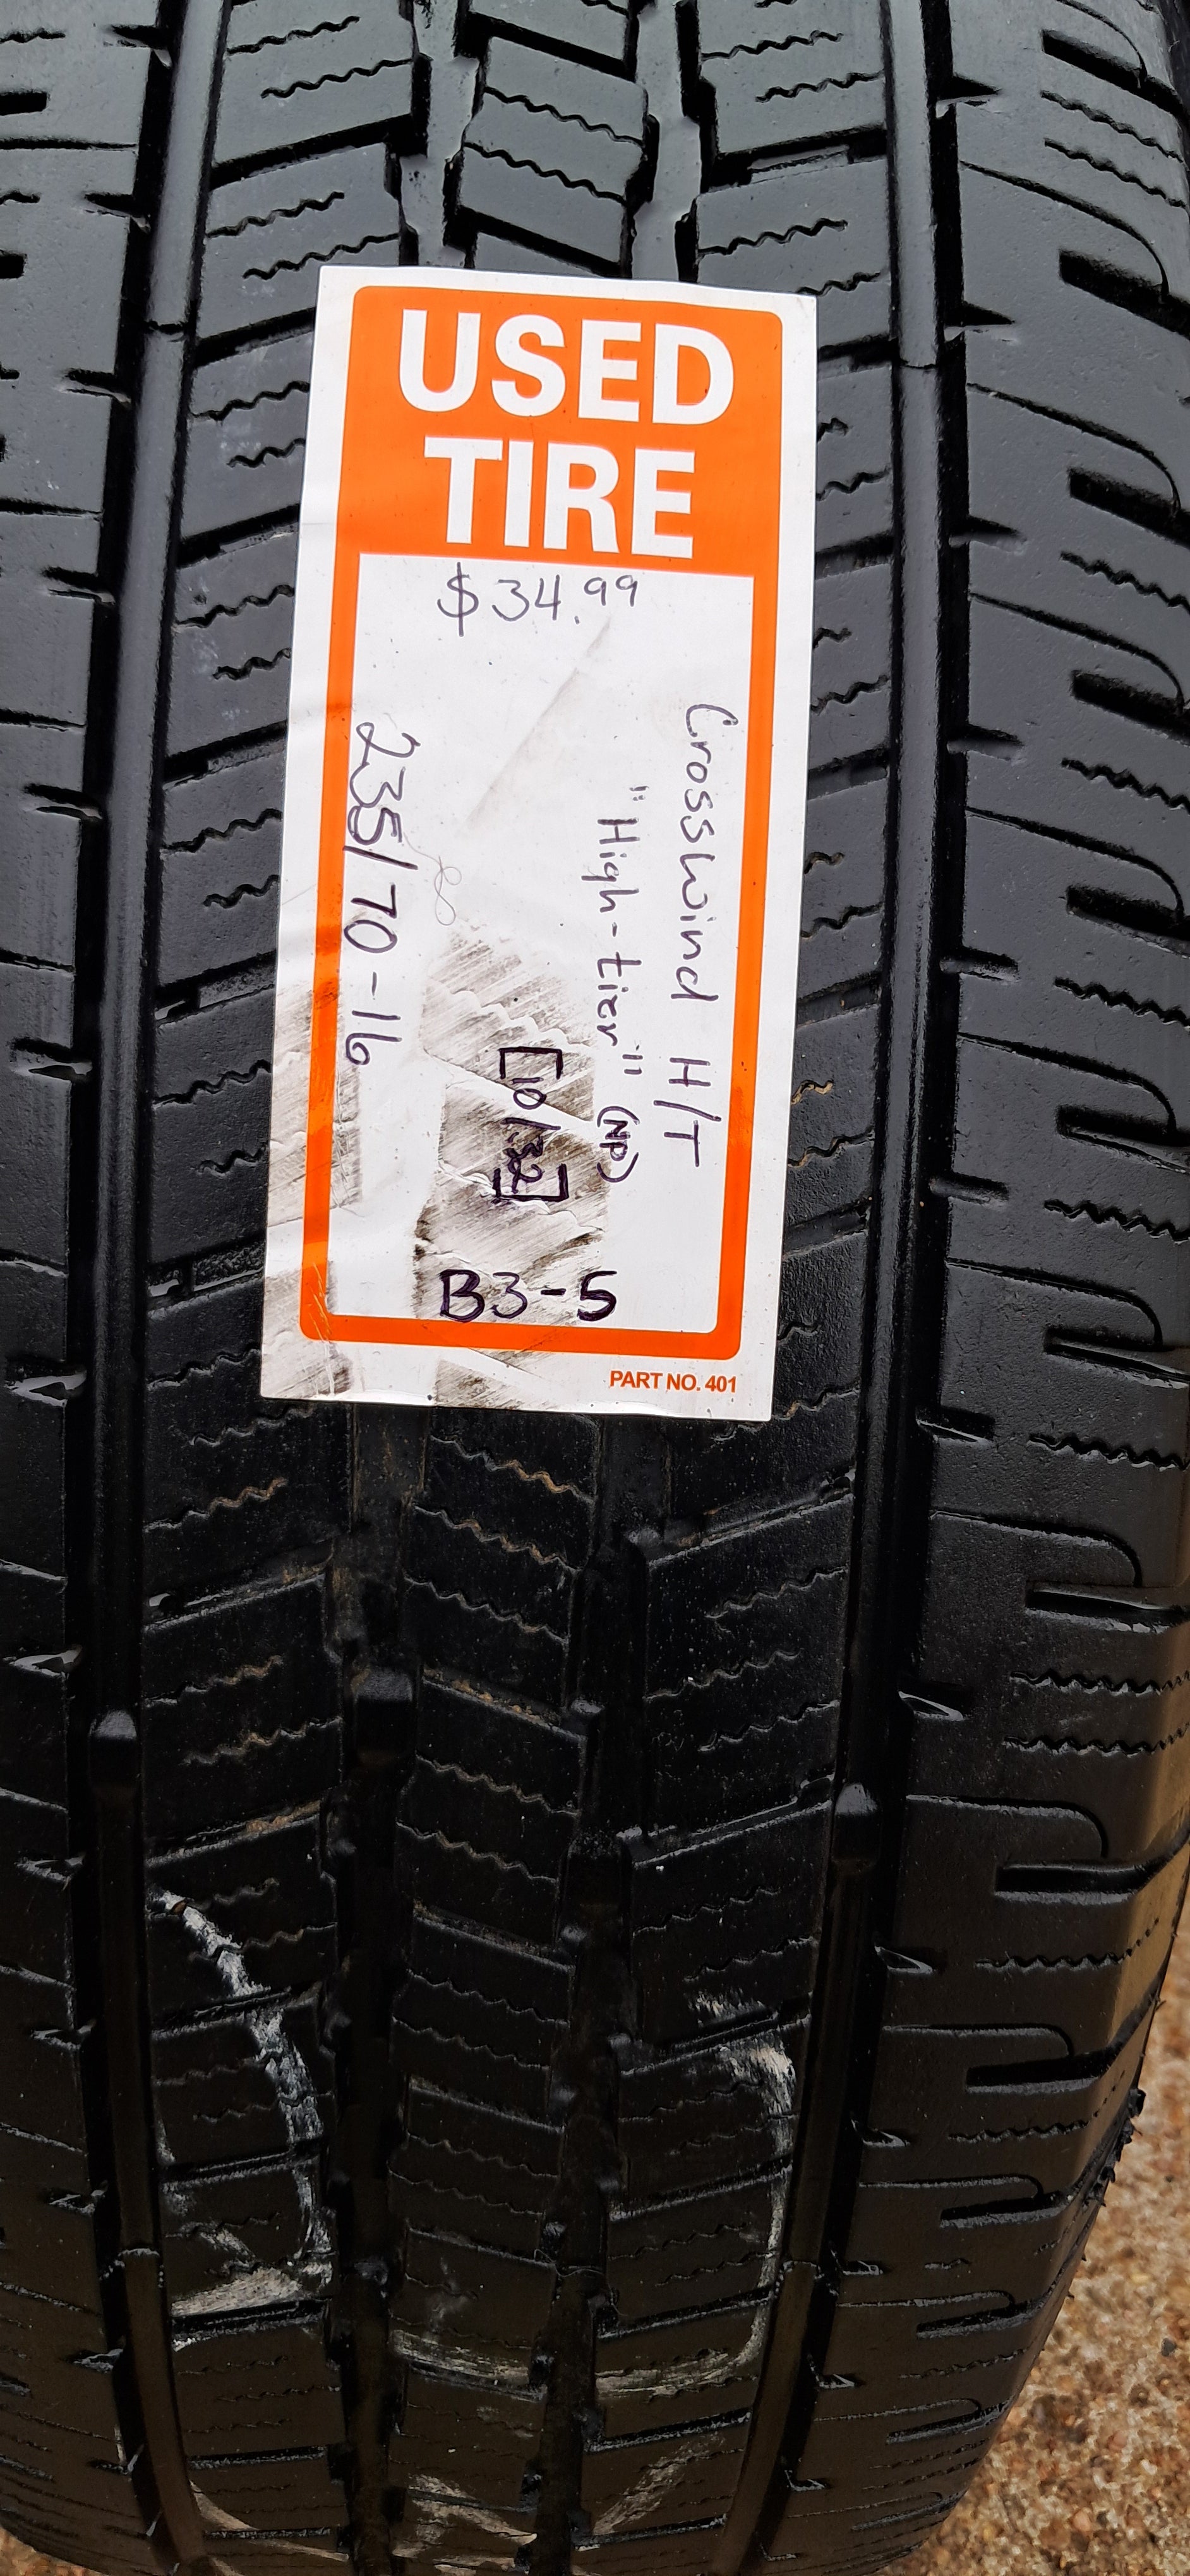 USED
TIRE
$34.99
Crosswind H/T
"High-tier" (NP)
[10/32]
235/70-16
B3-5
PART NO. 401